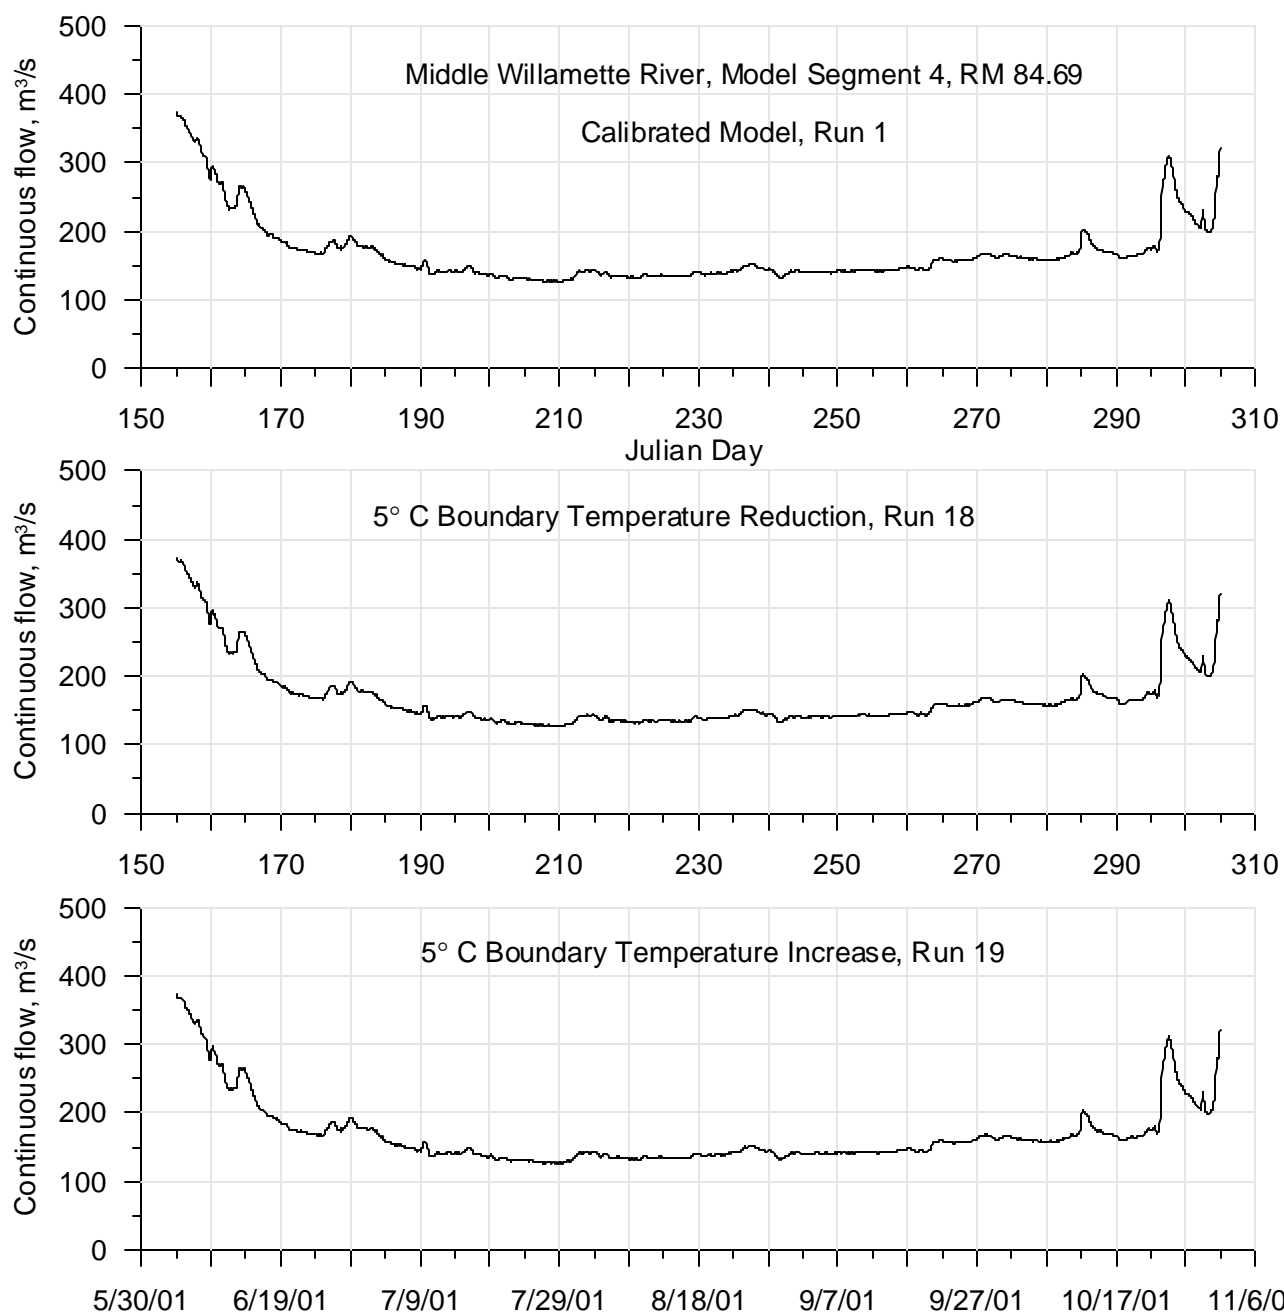 500
400
300
200
100
0
Continuous flow, m³/s
Middle Willamette River, Model Segment 4, RM 84.69
Calibrated Model, Run 1
150 170 190 210 230 250 270 290 310
Julian Day
500
400
300
200
100
0
Continuous flow, m³/s
5° C Boundary Temperature Reduction, Run 18
150 170 190 210 230 250 270 290 310
500
400
300
200
100
0
Continuous flow, m³/s
5° C Boundary Temperature Increase, Run 19
5/30/01 6/19/01 7/9/01 7/29/01 8/18/01 9/7/01 9/27/01 10/17/01 11/6/0